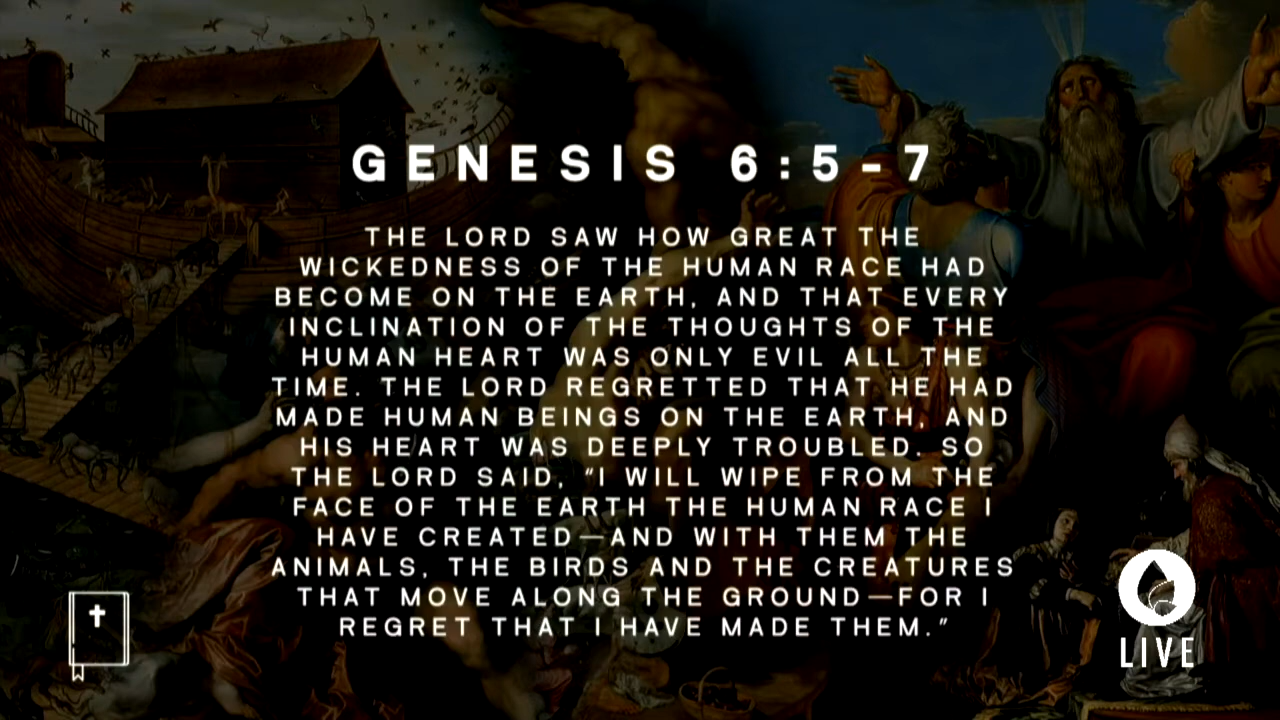 GENESIS 6:5-7
THE LORD SAW HOW GREAT THE
WICKEDNESS OF THE HUMAN RACE HAD
BECOME ON THE EARTH, AND THAT EVERY
INCLINATION OF THE THOUGHTS OF THE
HUMAN HEART WAS ONLY EVIL ALL THE
TIME. THE LORD REGRETTED THAT HE HAD
MADE HUMAN BEINGS ON THE EARTH, AND
HIS HEART WAS DEEPLY TROUBLED. SO
THE LORD SAID, “I WILL WIPE FROM THE
FACE OF THE EARTH THE HUMAN RACE I
HAVE CREATED—AND WITH THEM THE
ANIMALS, THE BIRDS AND THE CREATURES
THAT MOVE ALONG THE GROUND—FOR I
REGRET THAT I HAVE MADE THEM.”
LIVE